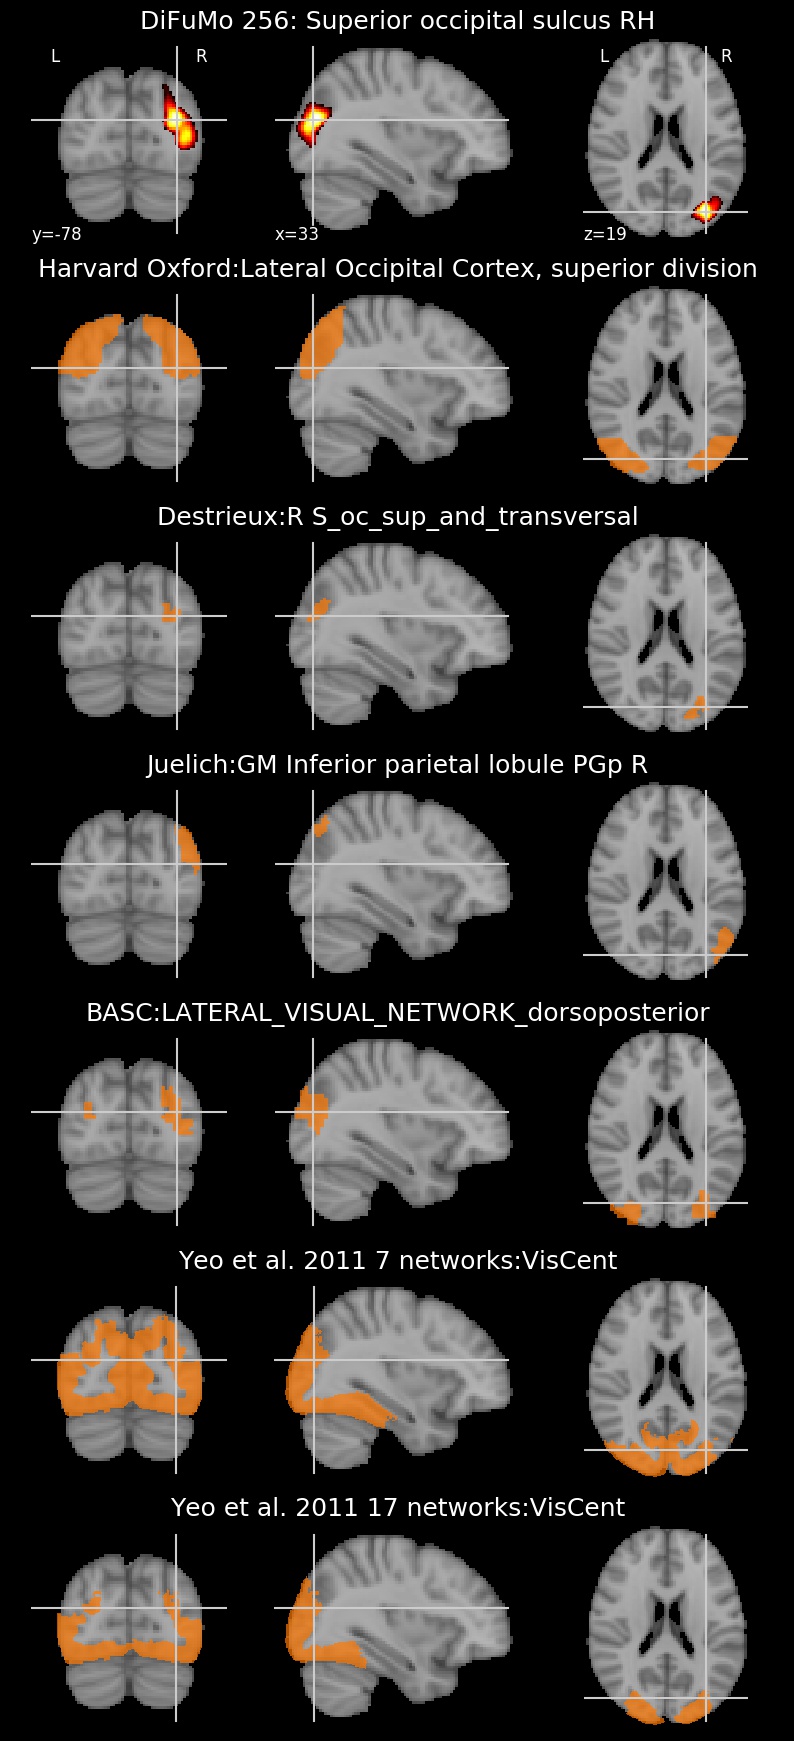 DiFuMo 256: Superior occipital sulcus RH
L R L R
y=-78 x=33 z=19
Harvard Oxford:Lateral Occipital Cortex, superior division
Destrieux:R S_oc_sup_and_transversal
Juelich:GM Inferior parietal lobule PGp R
BASC:LATERAL_VISUAL_NETWORK_dorsoposterior
Yeo et al. 2011 7 networks:VisCent
Yeo et al. 2011 17 networks:VisCent